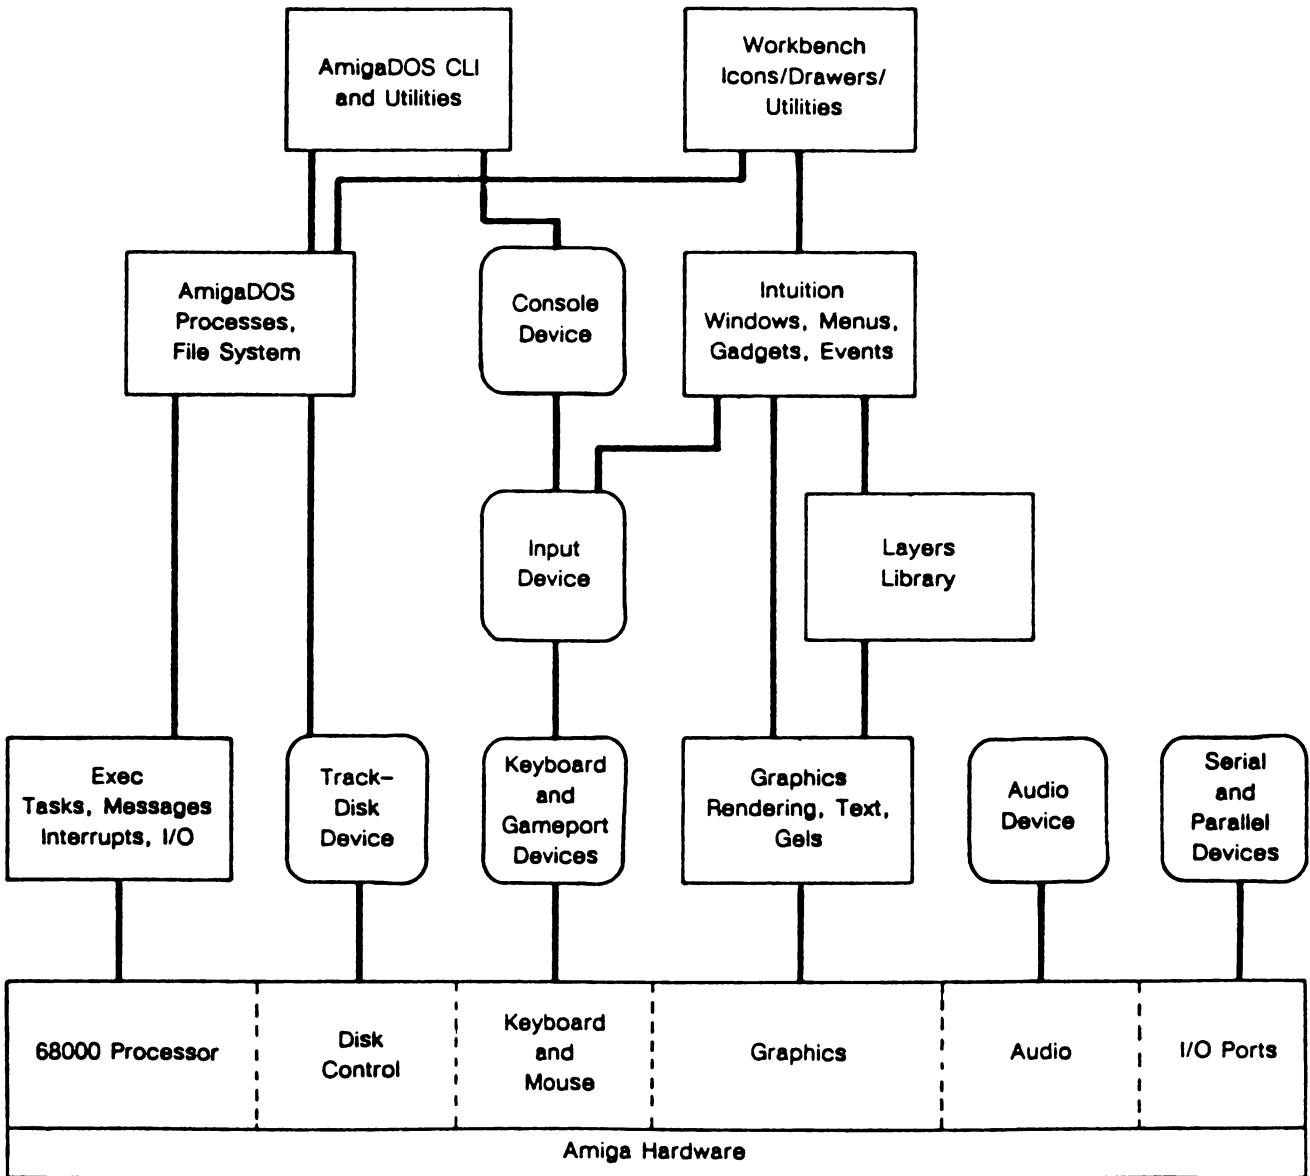 AmigaDOS CLI
and Utilities
Workbench
Icons/Drawers/
Utilities
AmigaDOS
Processes,
File System
Console
Device
Intuition
Windows, Menus,
Gadgets, Events
Input
Device
Layers
Library
Exec
Tasks, Messages
Interrupts, I/O
Track-
Disk
Device
Keyboard
and
Gameport
Devices
Graphics
Rendering, Text,
Gels
Audio
Device
Serial
and
Parallel
Devices
68000 Processor
Disk
Control
Keyboard
and
Mouse
Graphics
Audio
I/O Ports
Amiga Hardware